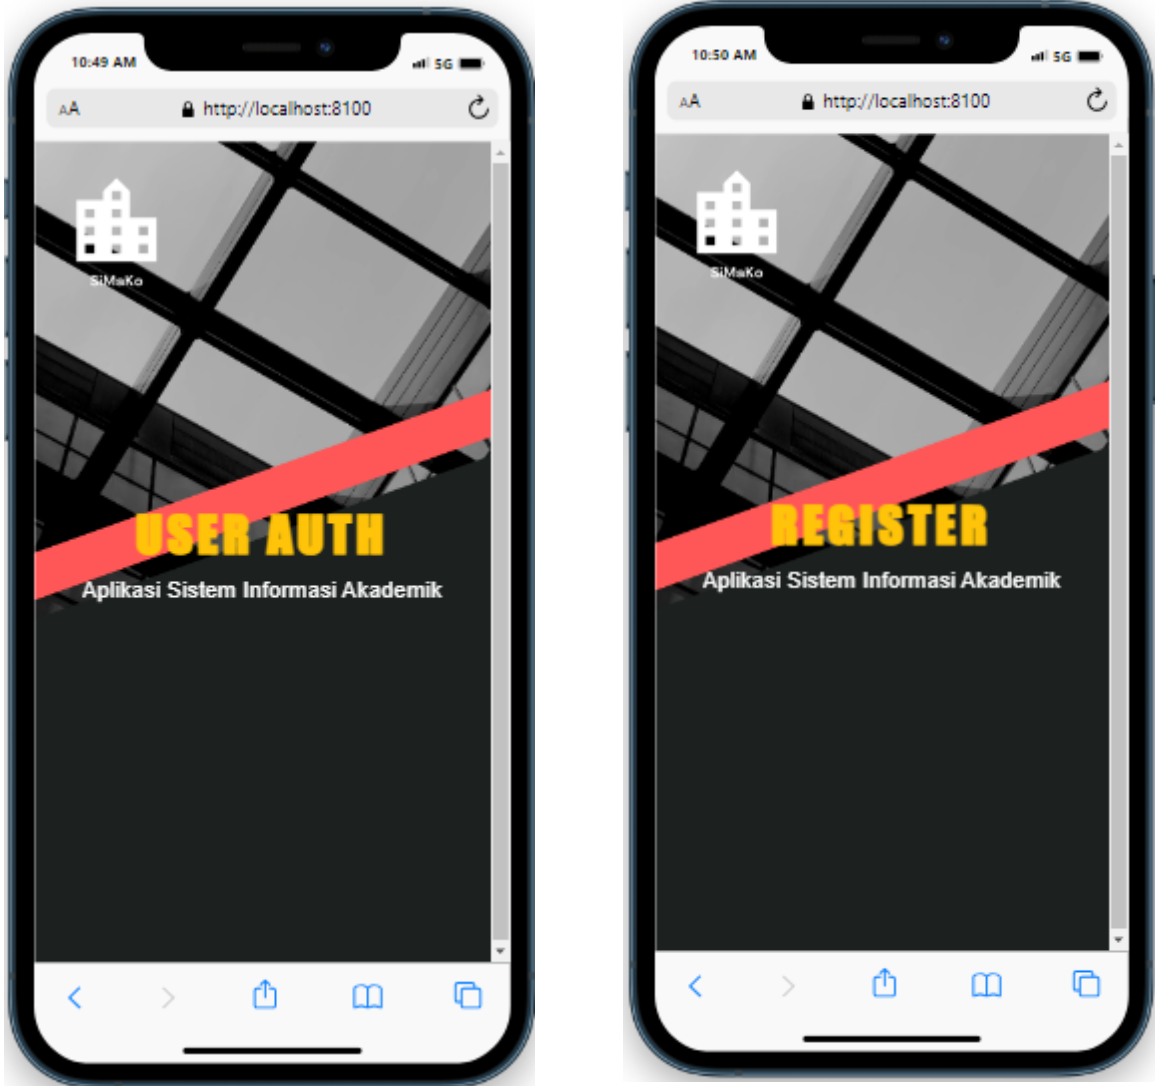 10:49 AM
5G
AA
http://localhost:8100
SiMaKo
USER AUTH
Aplikasi Sistem Informasi Akademik
10:50 AM
5G
AA
http://localhost:8100
SiMaKo
REGISTER
Aplikasi Sistem Informasi Akademik